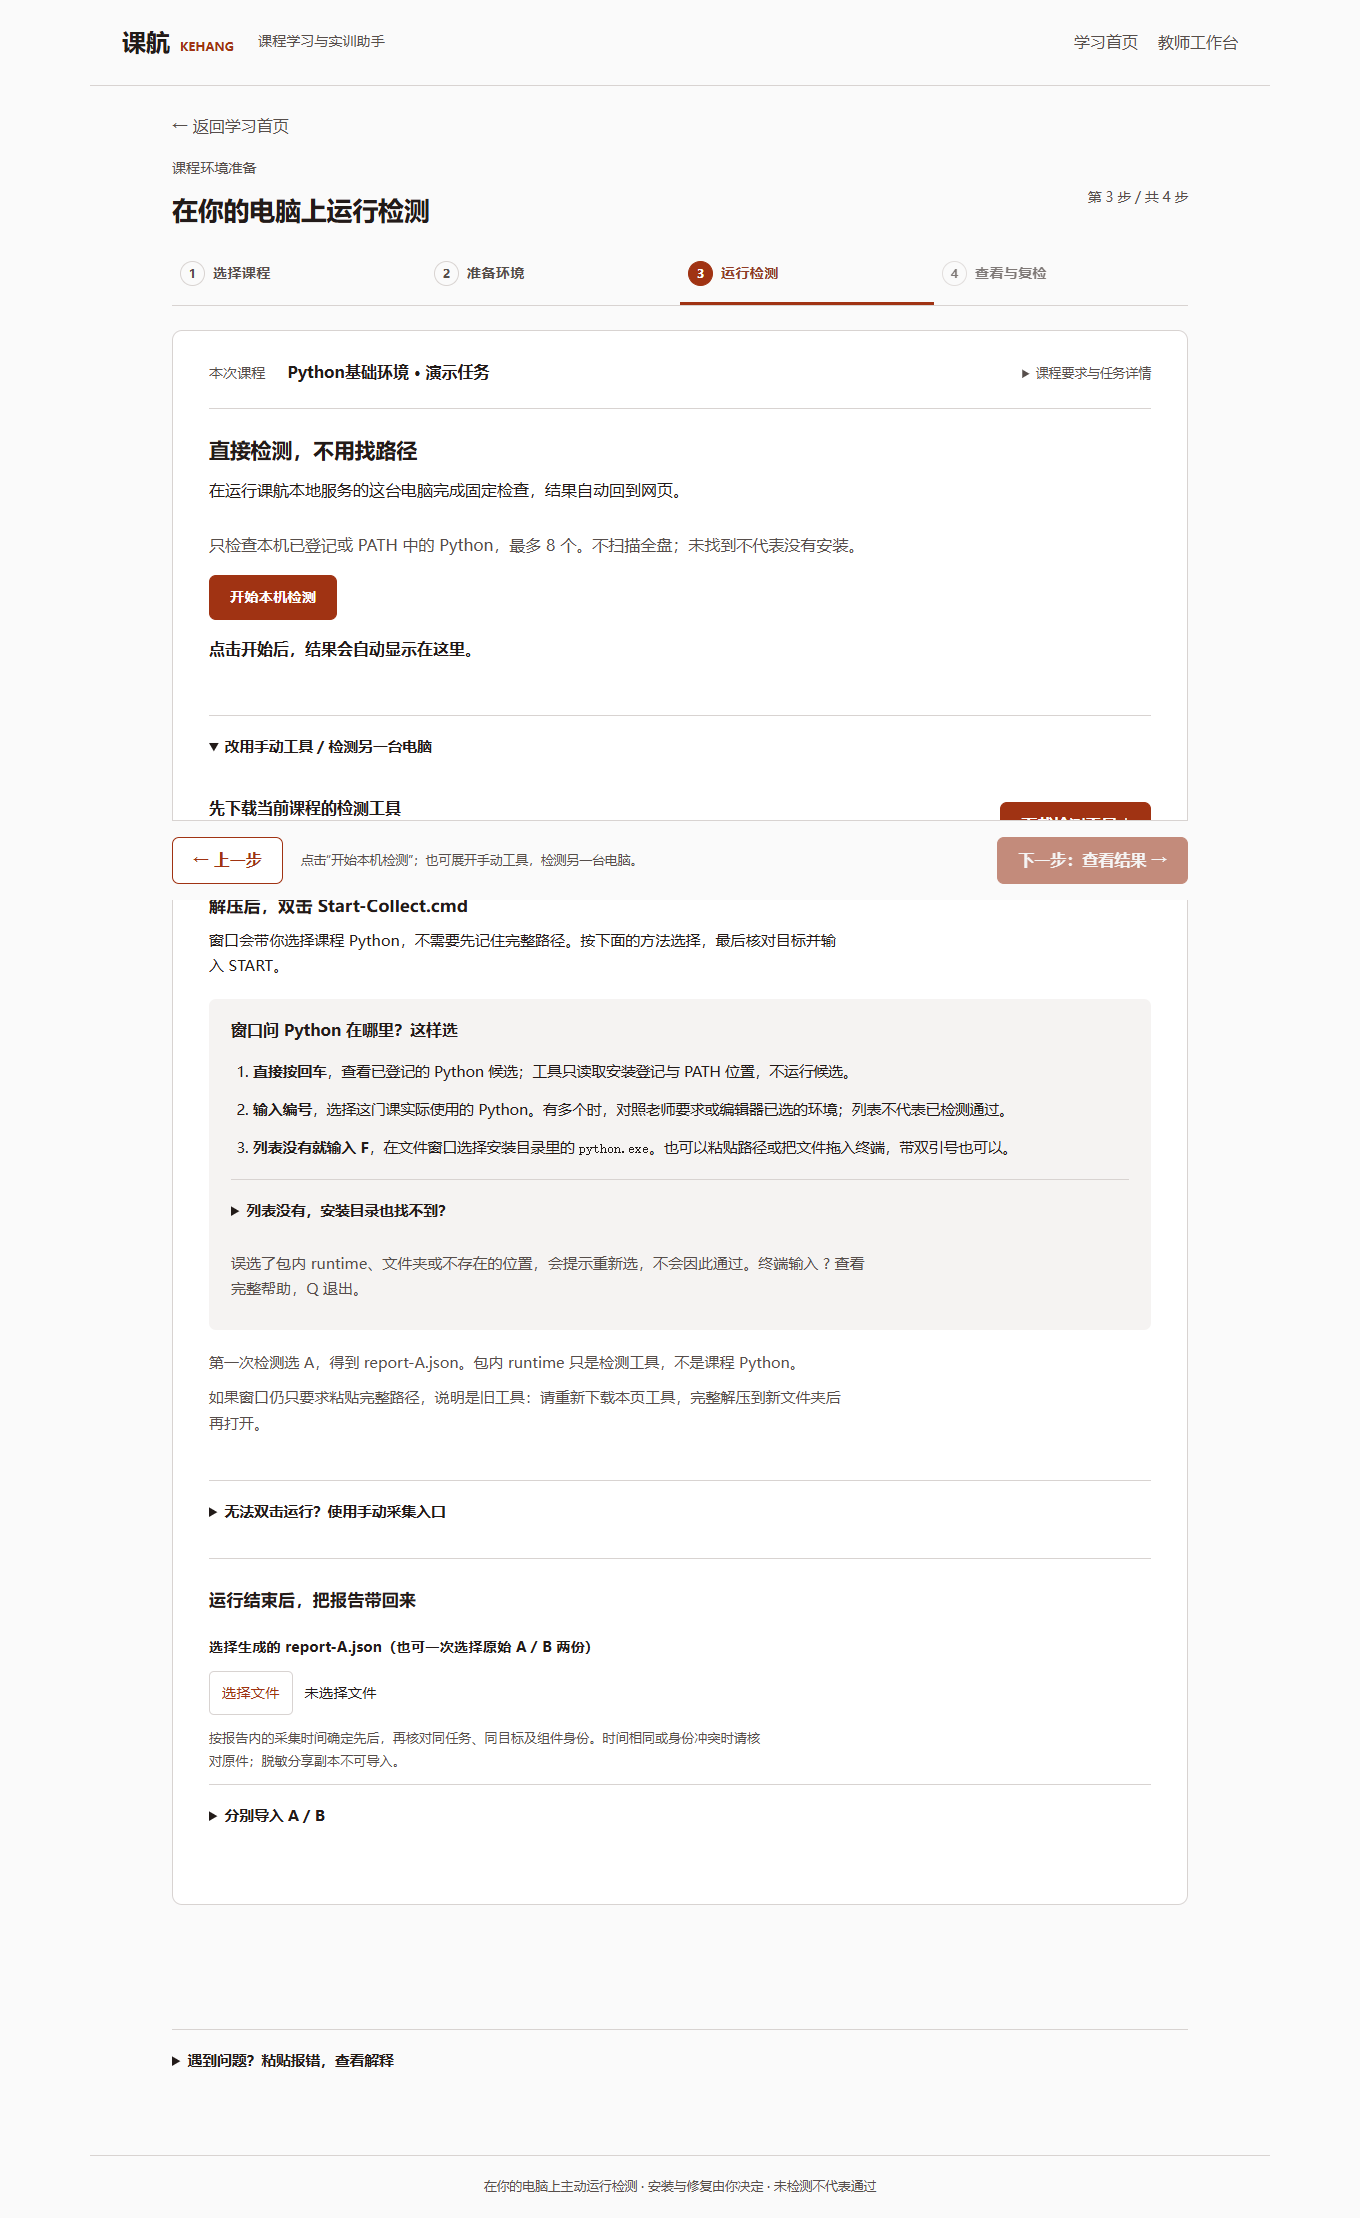 课航 KEHANG 课程学习与实训助手
学习首页 教师工作台
← 返回学习首页
课程环境准备
在你的电脑上运行检测
第 3 步 / 共 4 步
1 选择课程
2 准备环境
3 运行检测
4 查看与复检
本次课程 Python基础环境 • 演示任务
▶ 课程要求与任务详情
直接检测，不用找路径
在运行课航本地服务的这台电脑完成固定检查，结果自动回到网页。
只检查本机已登记或 PATH 中的 Python，最多 8 个。不扫描全盘；未找到不代表没有安装。
开始本机检测
点击开始后，结果会自动显示在这里。
▼ 改用手动工具 / 检测另一台电脑
先下载当前课程的检测工具
← 上一步
点击“开始本机检测”；也可展开手动工具，检测另一台电脑。
下一步：查看结果 →
解压后，双击 Start-Collect.cmd
窗口会带你选择课程 Python，不需要先记住完整路径。按下面的方法选择，最后核对目标并输
入 START。
窗口问 Python 在哪里？这样选
1. 直接按回车，查看已登记的 Python 候选；工具只读取安装登记与 PATH 位置，不运行候选。
2. 输入编号，选择这门课实际使用的 Python。有多个时，对照老师要求或编辑器已选的环境；列表不代表已检测通过。
3. 列表没有就输入 F，在文件窗口选择安装目录里的 python.exe。也可以粘贴路径或把文件拖入终端，带双引号也可以。
▶ 列表没有，安装目录也找不到？
误选了包内 runtime、文件夹或不存在的位置，会提示重新选，不会因此通过。终端输入 ? 查看
完整帮助，Q 退出。
第一次检测选 A，得到 report-A.json。包内 runtime 只是检测工具，不是课程 Python。
如果窗口仍只要求粘贴完整路径，说明是旧工具：请重新下载本页工具，完整解压到新文件夹后
再打开。
▶ 无法双击运行？使用手动采集入口
运行结束后，把报告带回来
选择生成的 report-A.json（也可一次选择原始 A / B 两份）
选择文件 未选择文件
按报告内的采集时间确定先后，再核对同任务、同目标及组件身份。时间相同或身份冲突时请核
对原件；脱敏分享副本不可导入。
▶ 分别导入 A / B
▶ 遇到问题？粘贴报错，查看解释
在你的电脑上主动运行检测 · 安装与修复由你决定 · 未检测不代表通过